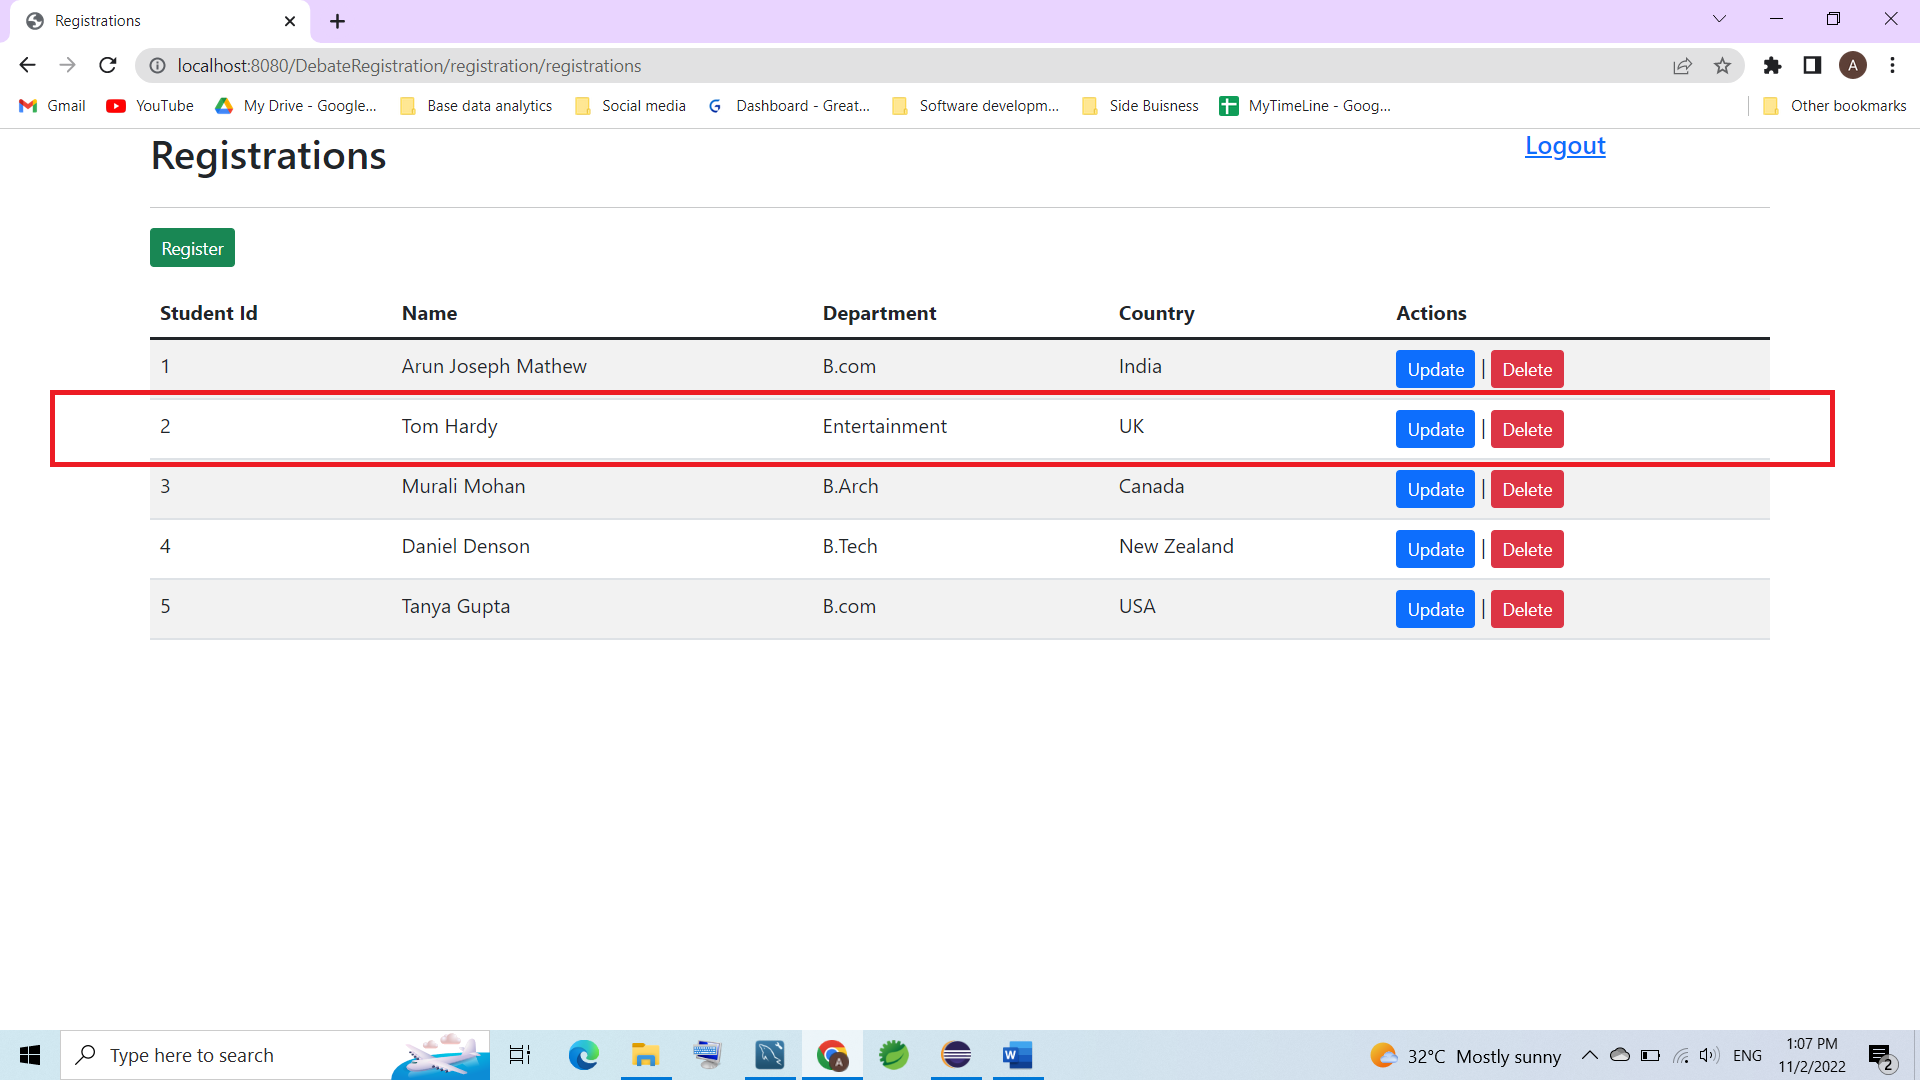 Registrations
localhost:8080/DebateRegistration/registration/registrations
A
Gmail YouTube My Drive - Google... Base data analytics Social media Dashboard - Great... Software developm... Side Buisness MyTimeLine - Goog... Other bookmarks
Registrations Logout
Register
Student Id Name Department Country Actions
1 Arun Joseph Mathew B.com India Update | Delete
2 Tom Hardy Entertainment UK Update | Delete
3 Murali Mohan B.Arch Canada Update | Delete
4 Daniel Denson B.Tech New Zealand Update | Delete
5 Tanya Gupta B.com USA Update | Delete
Type here to search 32°C Mostly sunny ENG 1:07 PM
11/2/2022 2